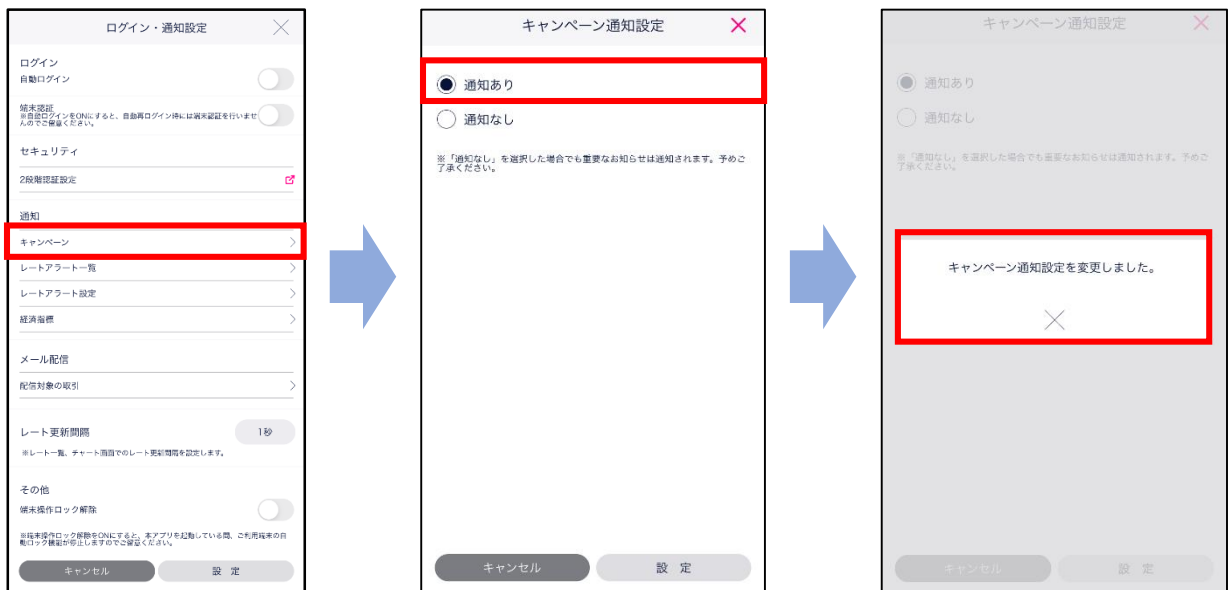 ログイン・通知設定
ログイン
自動ログイン
端末認証
※自動ログインをONにすると、自動再ログイン時には端末認証を行いませ
んのでご留意ください。
セキュリティ
2段階認証設定
通知
キャンペーン
レートアラート一覧
レートアラート設定
経済指標
メール配信
配信対象の取引
レート更新間隔
1秒
※レート一覧、チャート画面でのレート更新間隔を設定します。
その他
端末操作ロック解除
※端末操作ロック解除をONにすると、本アプリを起動している間、ご利用端末の自
動ロック機能が停止しますのでご留意ください。
キャンセル
設 定
キャンペーン通知設定
通知あり
通知なし
※「通知なし」を選択した場合でも重要なお知らせは通知されます。予めご
了承ください。
キャンセル
設 定
キャンペーン通知設定
通知あり
通知なし
※「通知なし」を選択した場合でも重要なお知らせは通知されます。予めご
了承ください。
キャンペーン通知設定を変更しました。
キャンセル
設 定